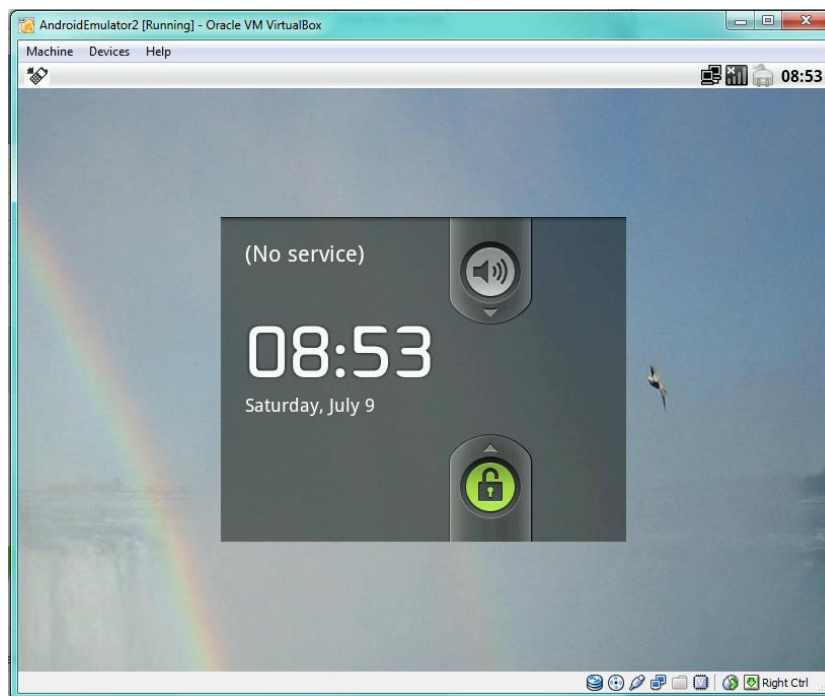 AndroidEmulator2 [Running] - Oracle VM VirtualBox
Machine Devices Help
08:53
(No service)
08:53
Saturday, July 9
Right Ctrl